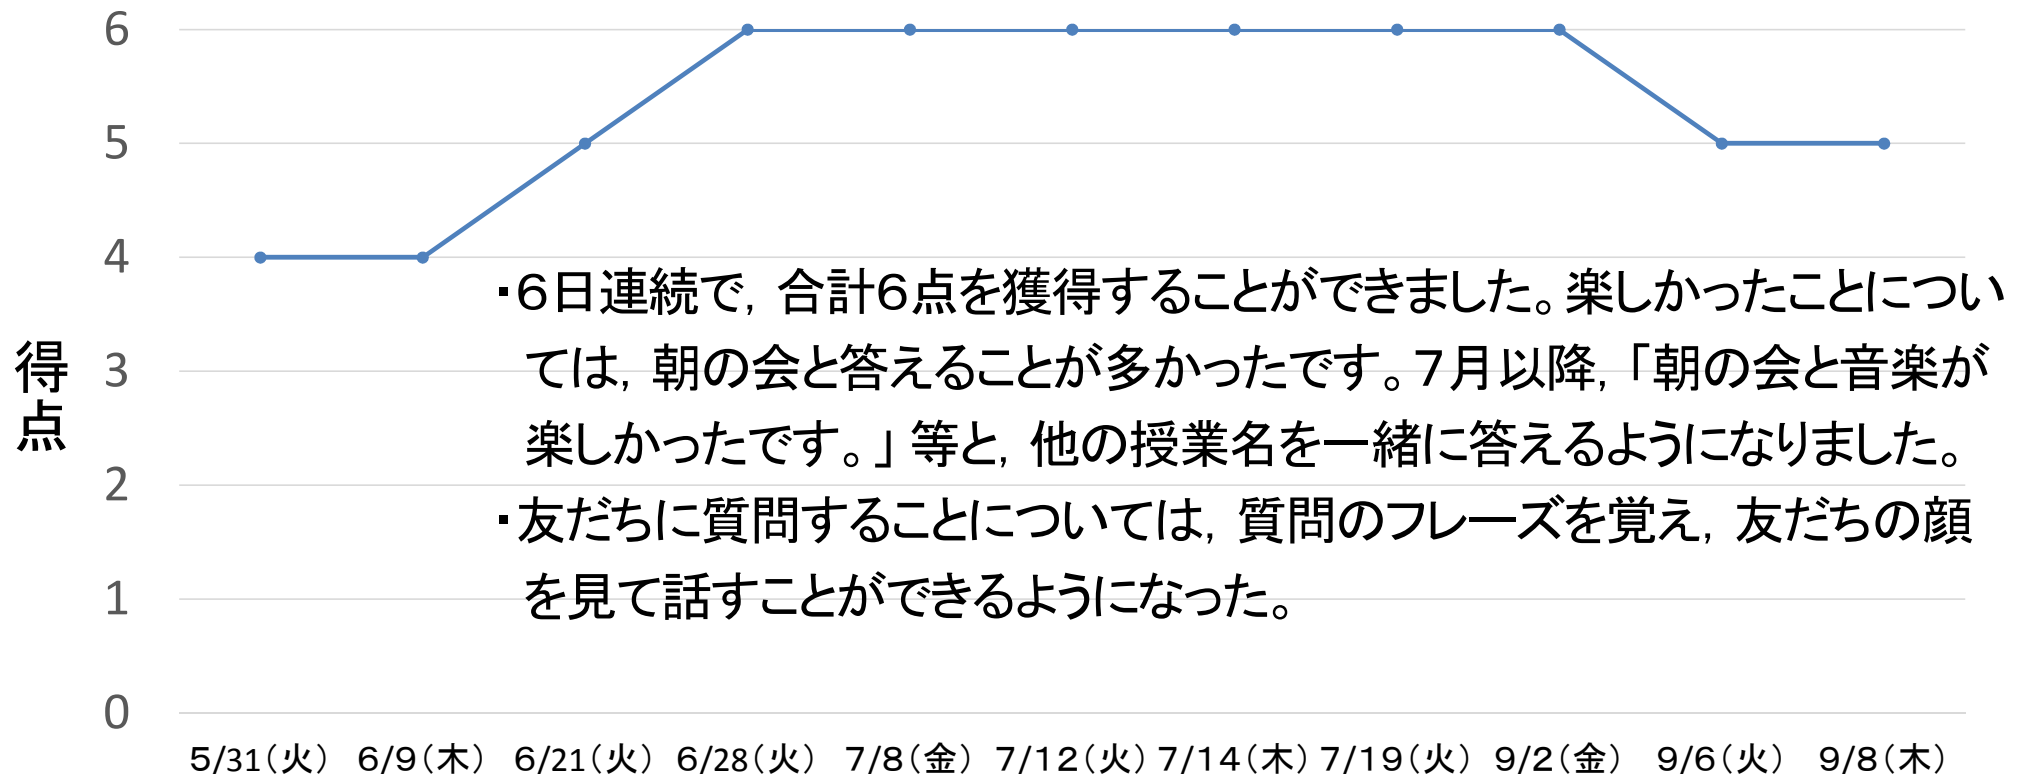 6
5
4
3
2
1
0
得点
・６日連続で，合計６点を獲得することができました。楽しかったことについ
ては，朝の会と答えることが多かったです。７月以降，「朝の会と音楽が
楽しかったです。」等と，他の授業名を一緒に答えるようになりました。
・友だちに質問することについては，質問のフレーズを覚え，友だちの顔
を見て話すことができるようになった。
５/31（火） ６/９（木） ６/21（火） ６/28（火） ７/８（金） ７/１２（火） ７/１４（木） ７/１９（火） ９/２（金） ９/６（火） ９/８（木）